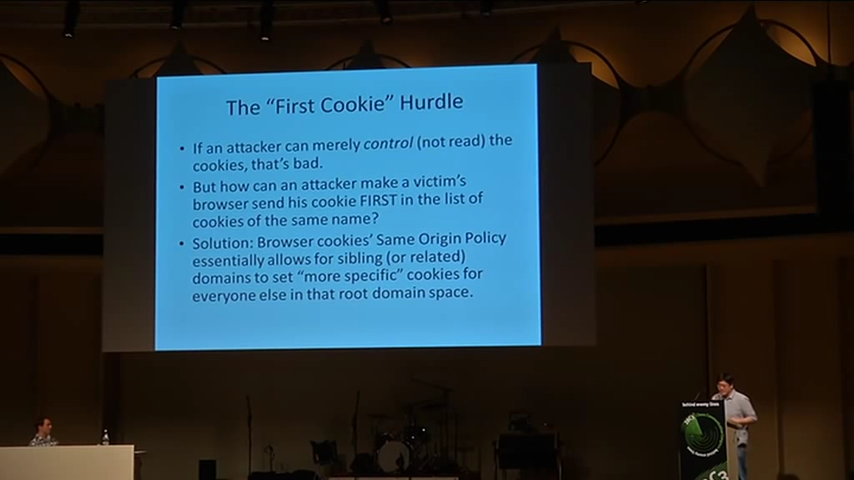 The "First Cookie" Hurdle
• If an attacker can merely control (not read) the
cookies, that's bad.
• But how can an attacker make a victim's
browser send his cookie FIRST in the list of
cookies of the same name?
• Solution: Browser cookies' Same Origin Policy
essentially allows for sibling (or related)
domains to set "more specific" cookies for
everyone else in that root domain space.
behind enemy lines